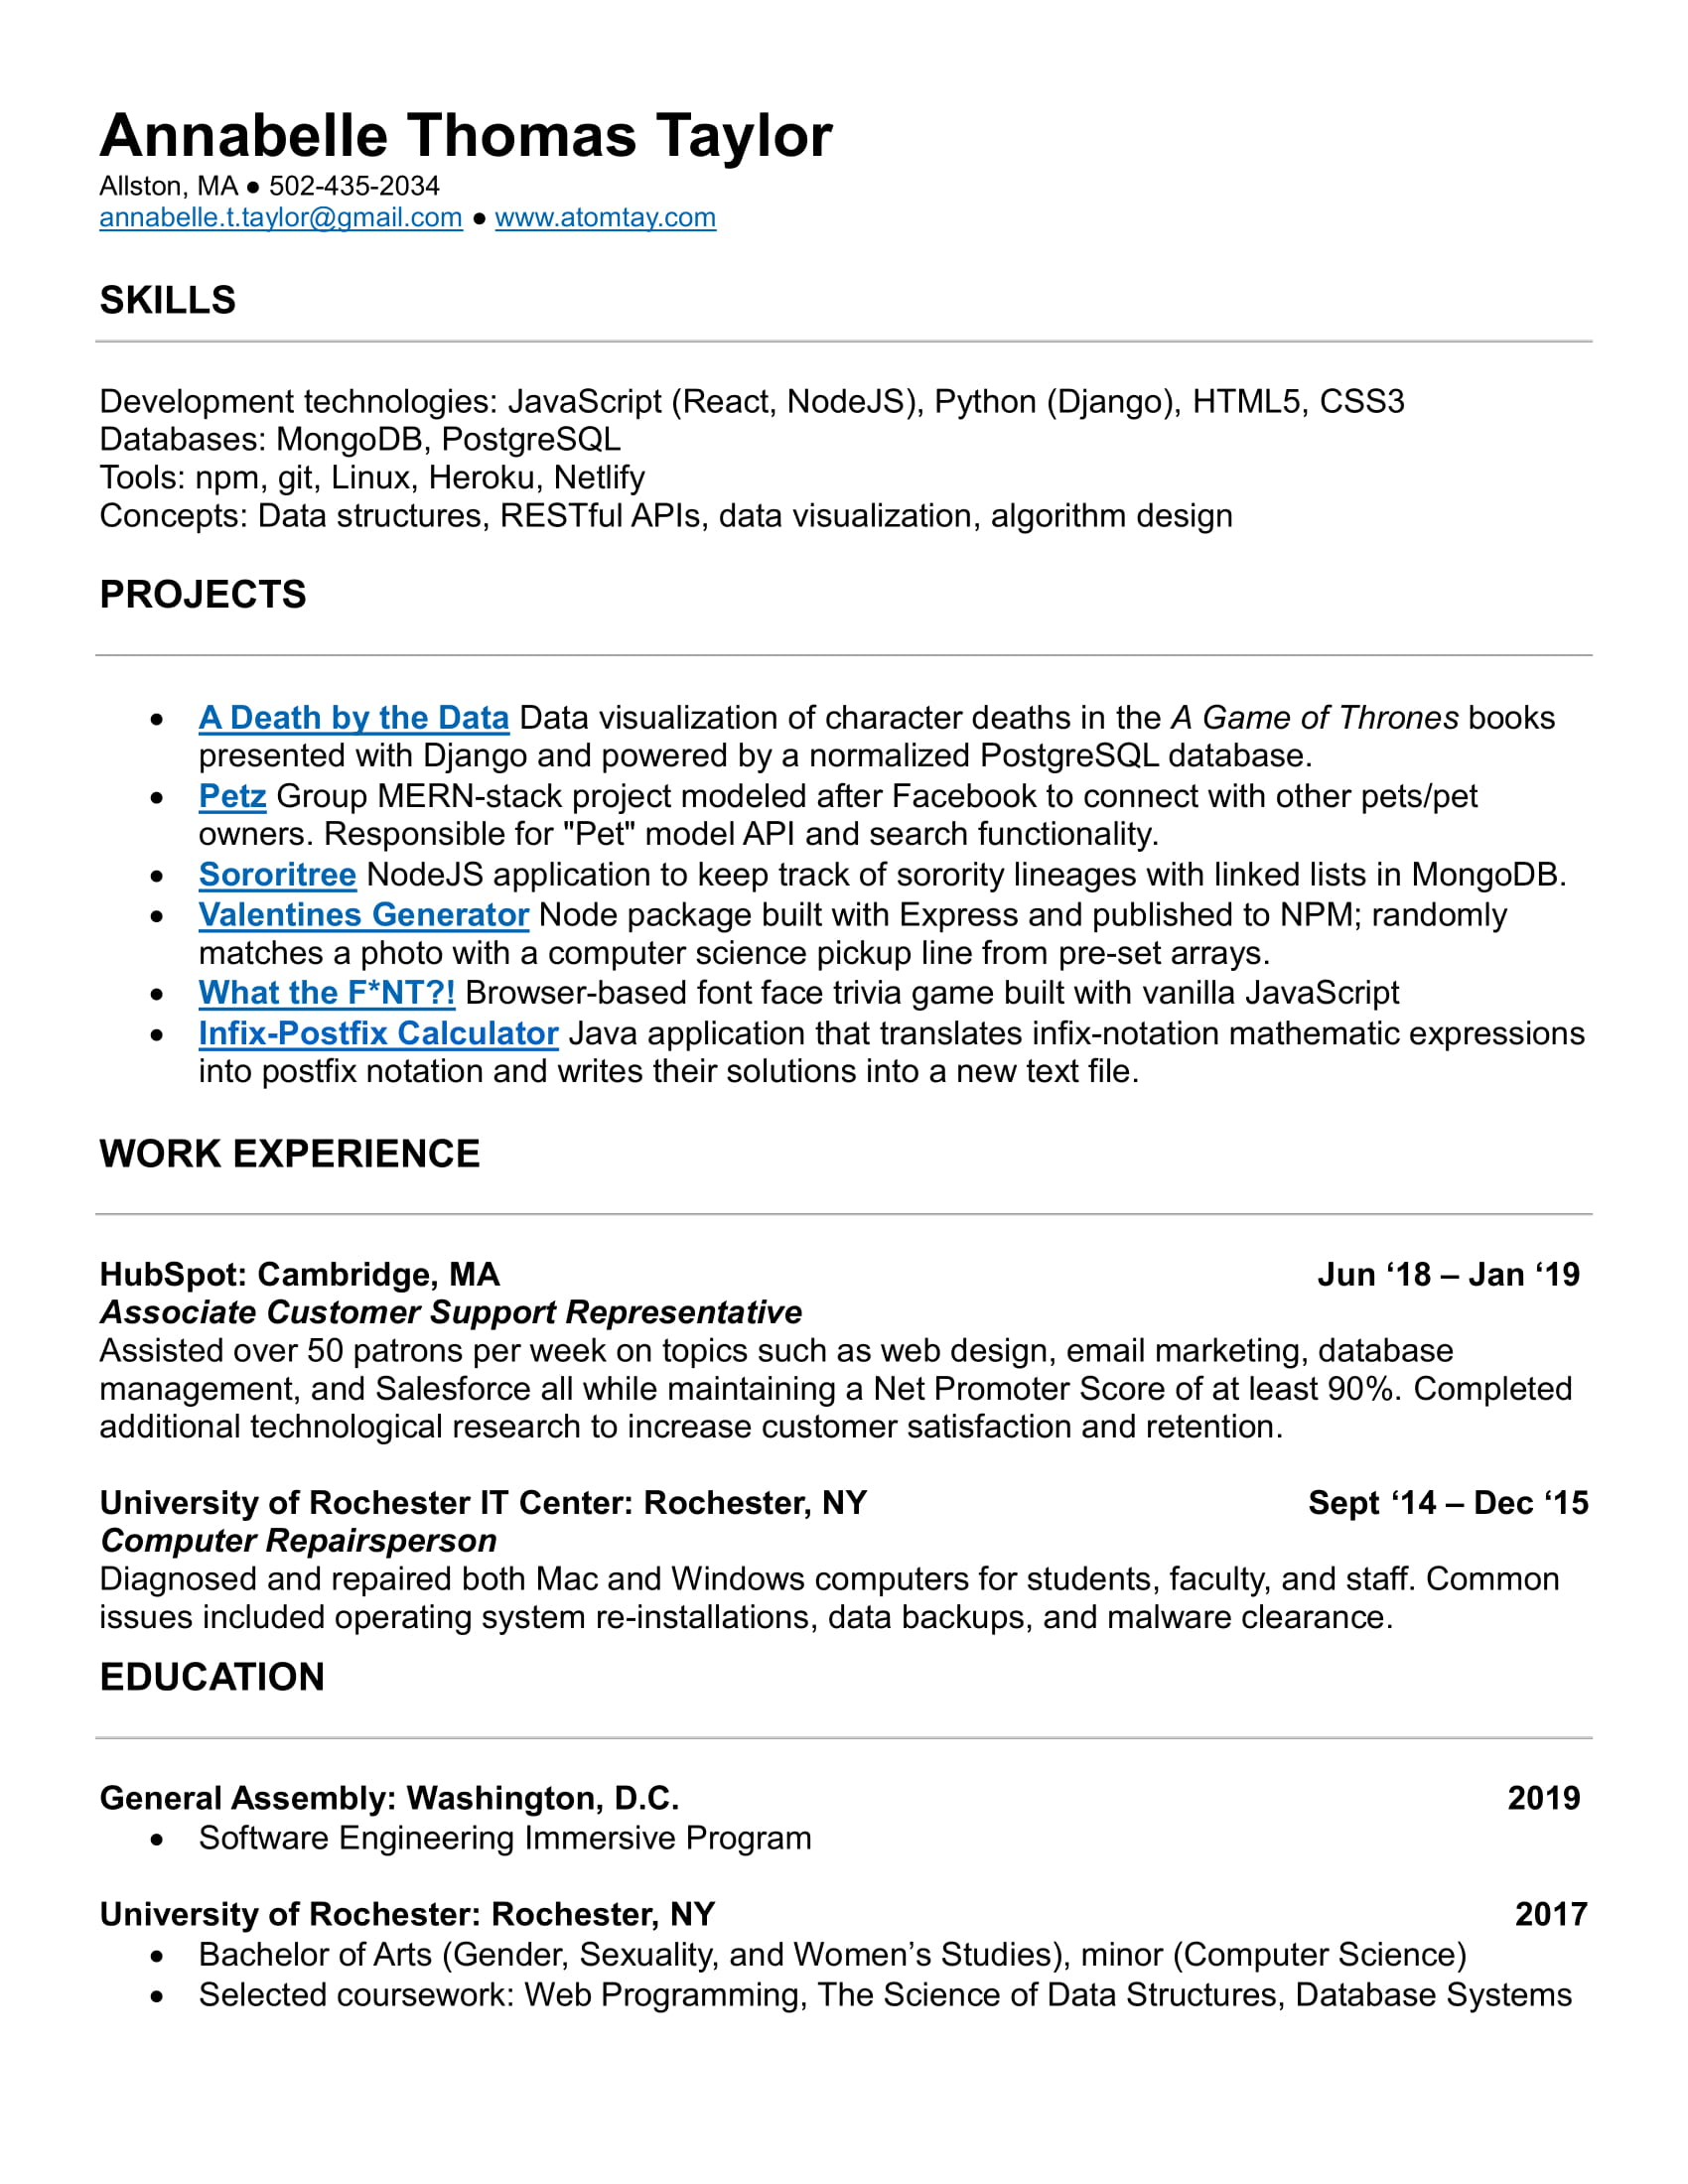 Annabelle Thomas Taylor
Allston, MA ● 502-435-2034
annabelle.t.taylor@gmail.com ● www.atomtay.com
SKILLS
Development technologies: JavaScript (React, NodeJS), Python (Django), HTML5, CSS3
Databases: MongoDB, PostgreSQL
Tools: npm, git, Linux, Heroku, Netlify
Concepts: Data structures, RESTful APIs, data visualization, algorithm design
PROJECTS
• A Death by the Data Data visualization of character deaths in the A Game of Thrones books
presented with Django and powered by a normalized PostgreSQL database.
• Petz Group MERN-stack project modeled after Facebook to connect with other pets/pet
owners. Responsible for "Pet" model API and search functionality.
• Sororitree NodeJS application to keep track of sorority lineages with linked lists in MongoDB.
• Valentines Generator Node package built with Express and published to NPM; randomly
matches a photo with a computer science pickup line from pre-set arrays.
• What the F*NT?! Browser-based font face trivia game built with vanilla JavaScript
• Infix-Postfix Calculator Java application that translates infix-notation mathematic expressions
into postfix notation and writes their solutions into a new text file.
WORK EXPERIENCE
HubSpot: Cambridge, MA Jun ‘18 – Jan ‘19
Associate Customer Support Representative
Assisted over 50 patrons per week on topics such as web design, email marketing, database
management, and Salesforce all while maintaining a Net Promoter Score of at least 90%. Completed
additional technological research to increase customer satisfaction and retention.
University of Rochester IT Center: Rochester, NY Sept ‘14 – Dec ‘15
Computer Repairsperson
Diagnosed and repaired both Mac and Windows computers for students, faculty, and staff. Common
issues included operating system re-installations, data backups, and malware clearance.
EDUCATION
General Assembly: Washington, D.C. 2019
• Software Engineering Immersive Program
University of Rochester: Rochester, NY 2017
• Bachelor of Arts (Gender, Sexuality, and Women’s Studies), minor (Computer Science)
• Selected coursework: Web Programming, The Science of Data Structures, Database Systems